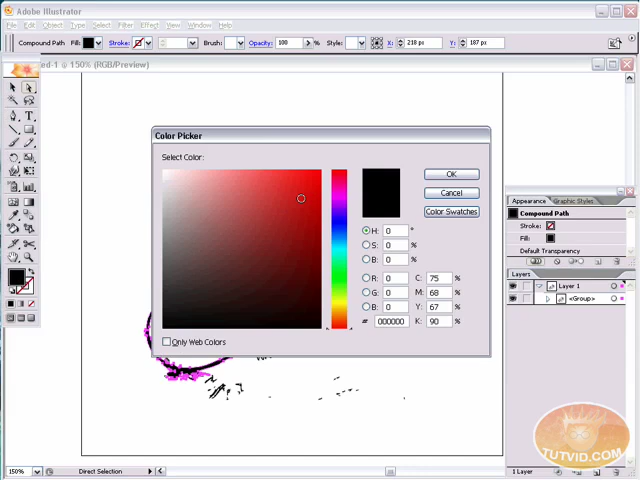 Adobe Illustrator
File Edit Object Type Select Filter Effect View Window Help
Compound Path Fill: Stroke: Brush: Opacity: 100 % Style: X: 218 px Y: 187 px
ed-1 @ 150% (RGB/Preview)
Color Picker
Select Color:
OK
Cancel
Color Swatches
H: 0 °
S: 0 %
B: 0 %
R: 0 C: 75 %
G: 0 M: 68 %
B: 0 Y: 67 %
# 000000 K: 90 %
Only Web Colors
Appearance Graphic Styles
Compound Path
Stroke:
Fill:
Default Transparency
Layers
Layer 1
<Group>
TUTVID.COM
150% Direct Selection
1 Layer